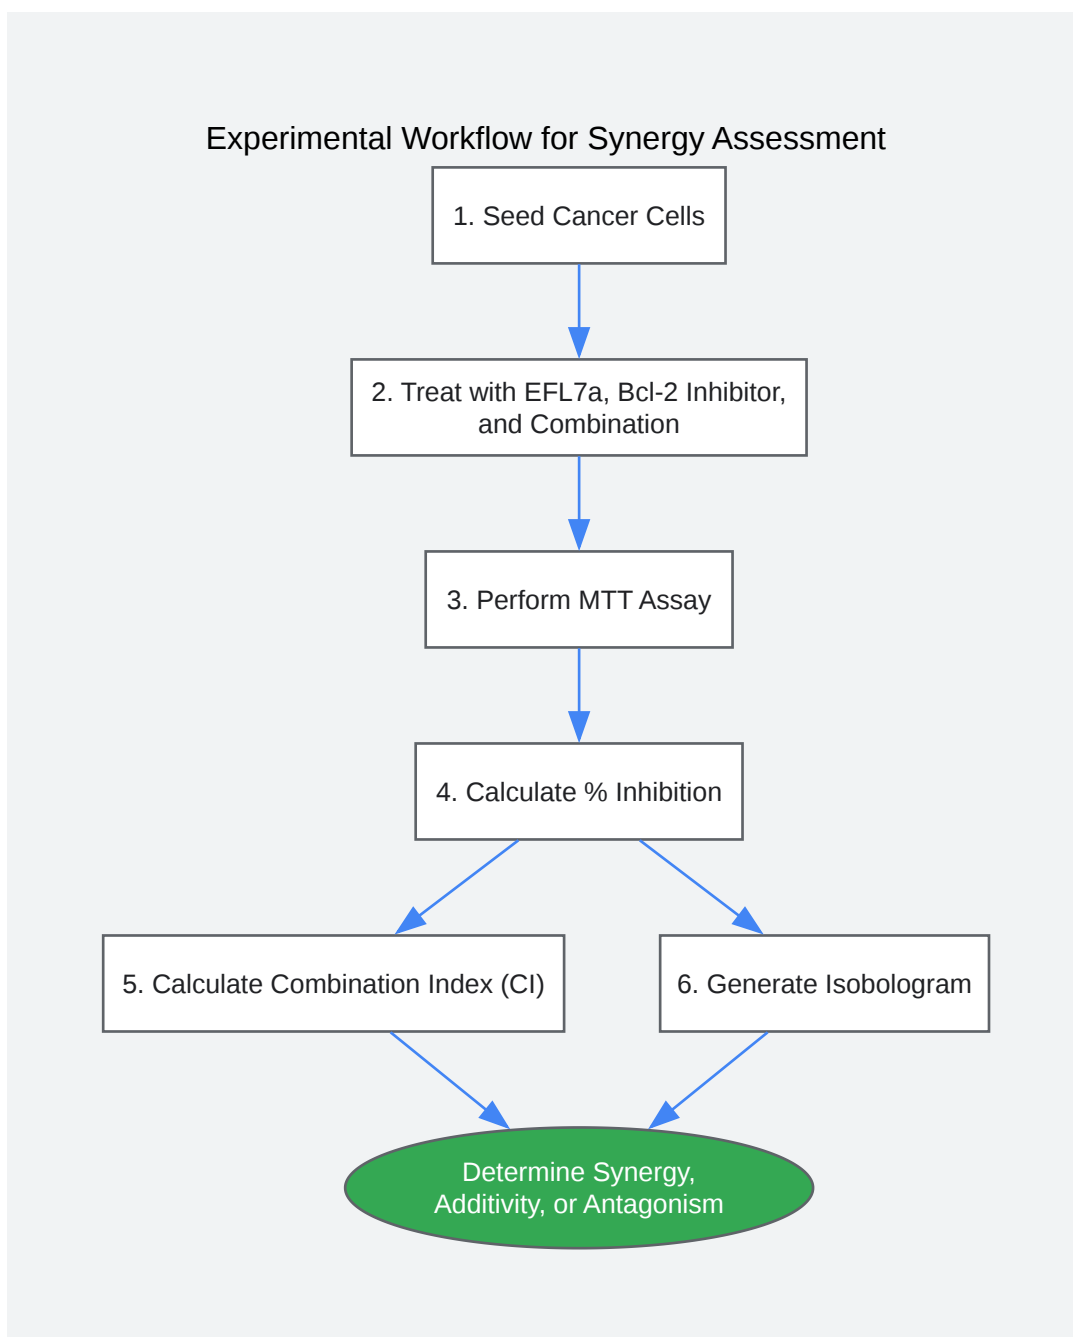 Experimental Workflow for Synergy Assessment
1. Seed Cancer Cells
2. Treat with EFL7a, Bcl-2 Inhibitor,
and Combination
3. Perform MTT Assay
4. Calculate % Inhibition
5. Calculate Combination Index (CI)
6. Generate Isobologram
Determine Synergy,
Additivity, or Antagonism